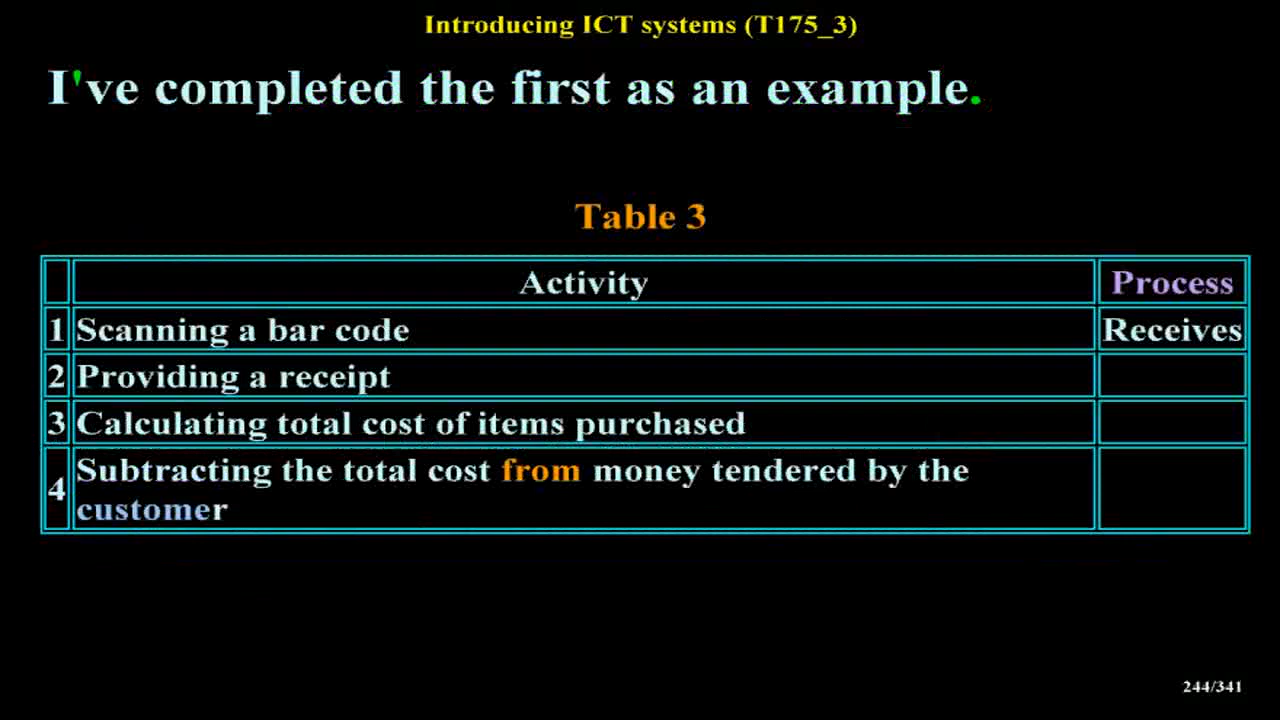 Introducing ICT systems (T175_3)
I've completed the first as an example.
Table 3
Activity Process
1 Scanning a bar code Receives
2 Providing a receipt
3 Calculating total cost of items purchased
4 Subtracting the total cost from money tendered by the
customer
244/341